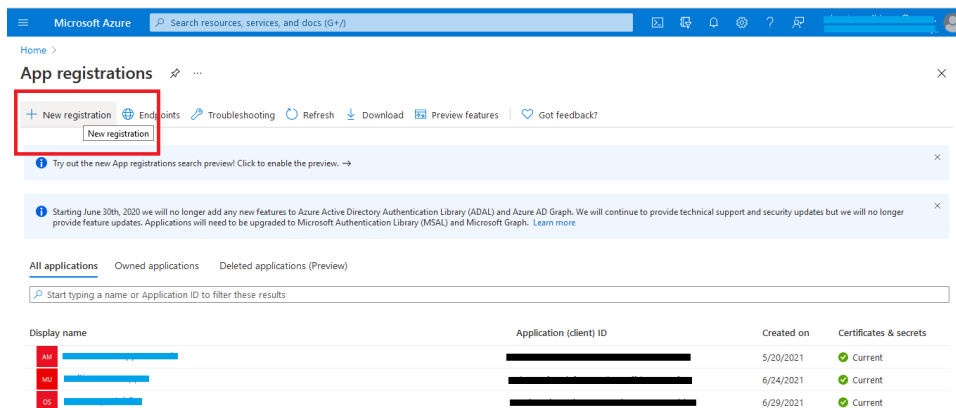 Microsoft Azure
Search resources, services, and docs (G+/)
Home >
App registrations
New registration
Endpoints
Troubleshooting
Refresh
Download
Preview features
Got feedback?
New registration
Try out the new App registrations search preview! Click to enable the preview. →
Starting June 30th, 2020 we will no longer add any new features to Azure Active Directory Authentication Library (ADAL) and Azure AD Graph. We will continue to provide technical support and security updates but we will no longer
provide feature updates. Applications will need to be upgraded to Microsoft Authentication Library (MSAL) and Microsoft Graph. Learn more
All applications
Owned applications
Deleted applications (Preview)
Start typing a name or Application ID to filter these results
Display name
Application (client) ID
Created on
Certificates & secrets
AM
5/20/2021
Current
MU
6/24/2021
Current
OS
6/29/2021
Current